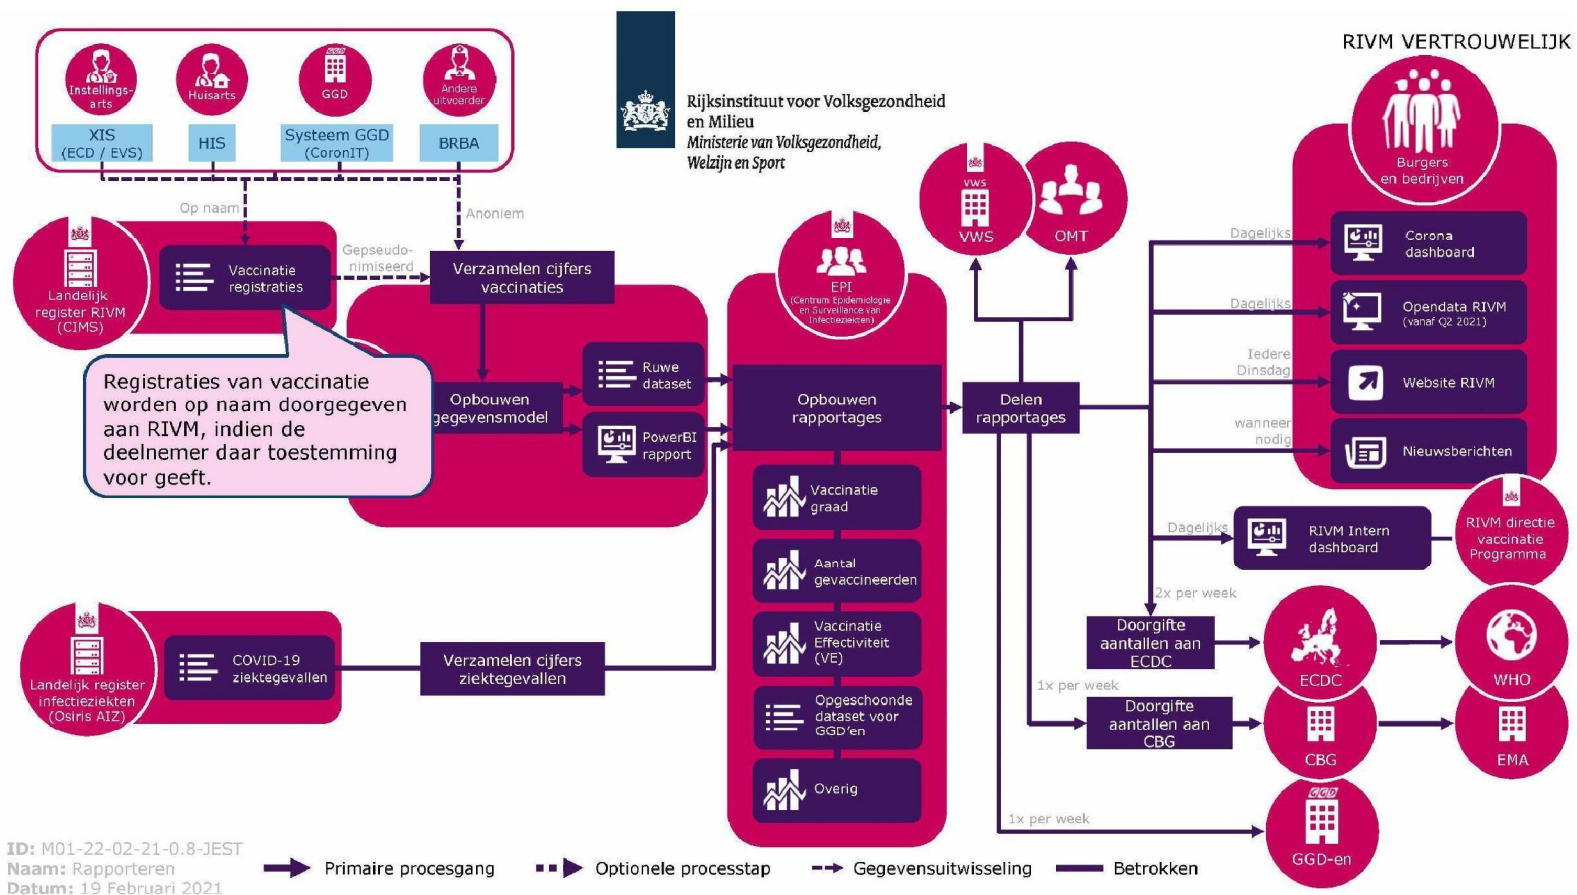 RIVM VERTROUWELIJK
Instellings-
arts
Huisarts
GGD
GGD
Andere
uitvoerder
XIS
(ECD / EVS)
HIS
Systeem GGD
(CoronIT)
BRBA
Rijksinstituut voor Volksgezondheid
en Milieu
Ministerie van Volksgezondheid,
Welzijn en Sport
Op naam
Anoniem
Gepseudo-
nimiseerd
Landelijk
register RIVM
(CIMS)
Vaccinatie
registraties
Verzamelen cijfers
vaccinaties
Registraties van vaccinatie
worden op naam doorgegeven
aan RIVM, indien de
deelnemer daar toestemming
voor geeft.
Opbouwen
gegevensmodel
Ruwe
dataset
PowerBI
rapport
EPI
(Centrum Epidemiologie
en Surveillance van
Infectieziekten)
Opbouwen
rapportages
Vaccinatie
graad
Aantal
gevaccineerden
Vaccinatie
Effectiviteit
(VE)
Opgeschoonde
dataset voor
GGD'en
Overig
Landelijk register
infectieziekten
(Osiris AIZ)
COVID-19
ziektegevallen
Verzamelen cijfers
ziektegevallen
vws
VWS
OMT
Delen
rapportages
Burgers
en bedrijven
Dagelijks
Corona
dashboard
Dagelijks
Opendata RIVM
(vanaf Q2 2021)
Iedere
Dinsdag
Website RIVM
wanneer
nodig
Nieuwsberichten
Dagelijks
RIVM Intern
dashboard
RIVM directie
vaccinatie
Programma
2x per week
Doorgifte
aantallen aan
ECDC
ECDC
WHO
1x per week
Doorgifte
aantallen aan
CBG
CBG
EMA
1x per week
GGD
GGD-en
ID: M01-22-02-21-0.8-JEST
Naam: Rapporteren
Datum: 19 Februari 2021
Primaire procesgang
Optionele processtap
Gegevensuitwisseling
Betrokken